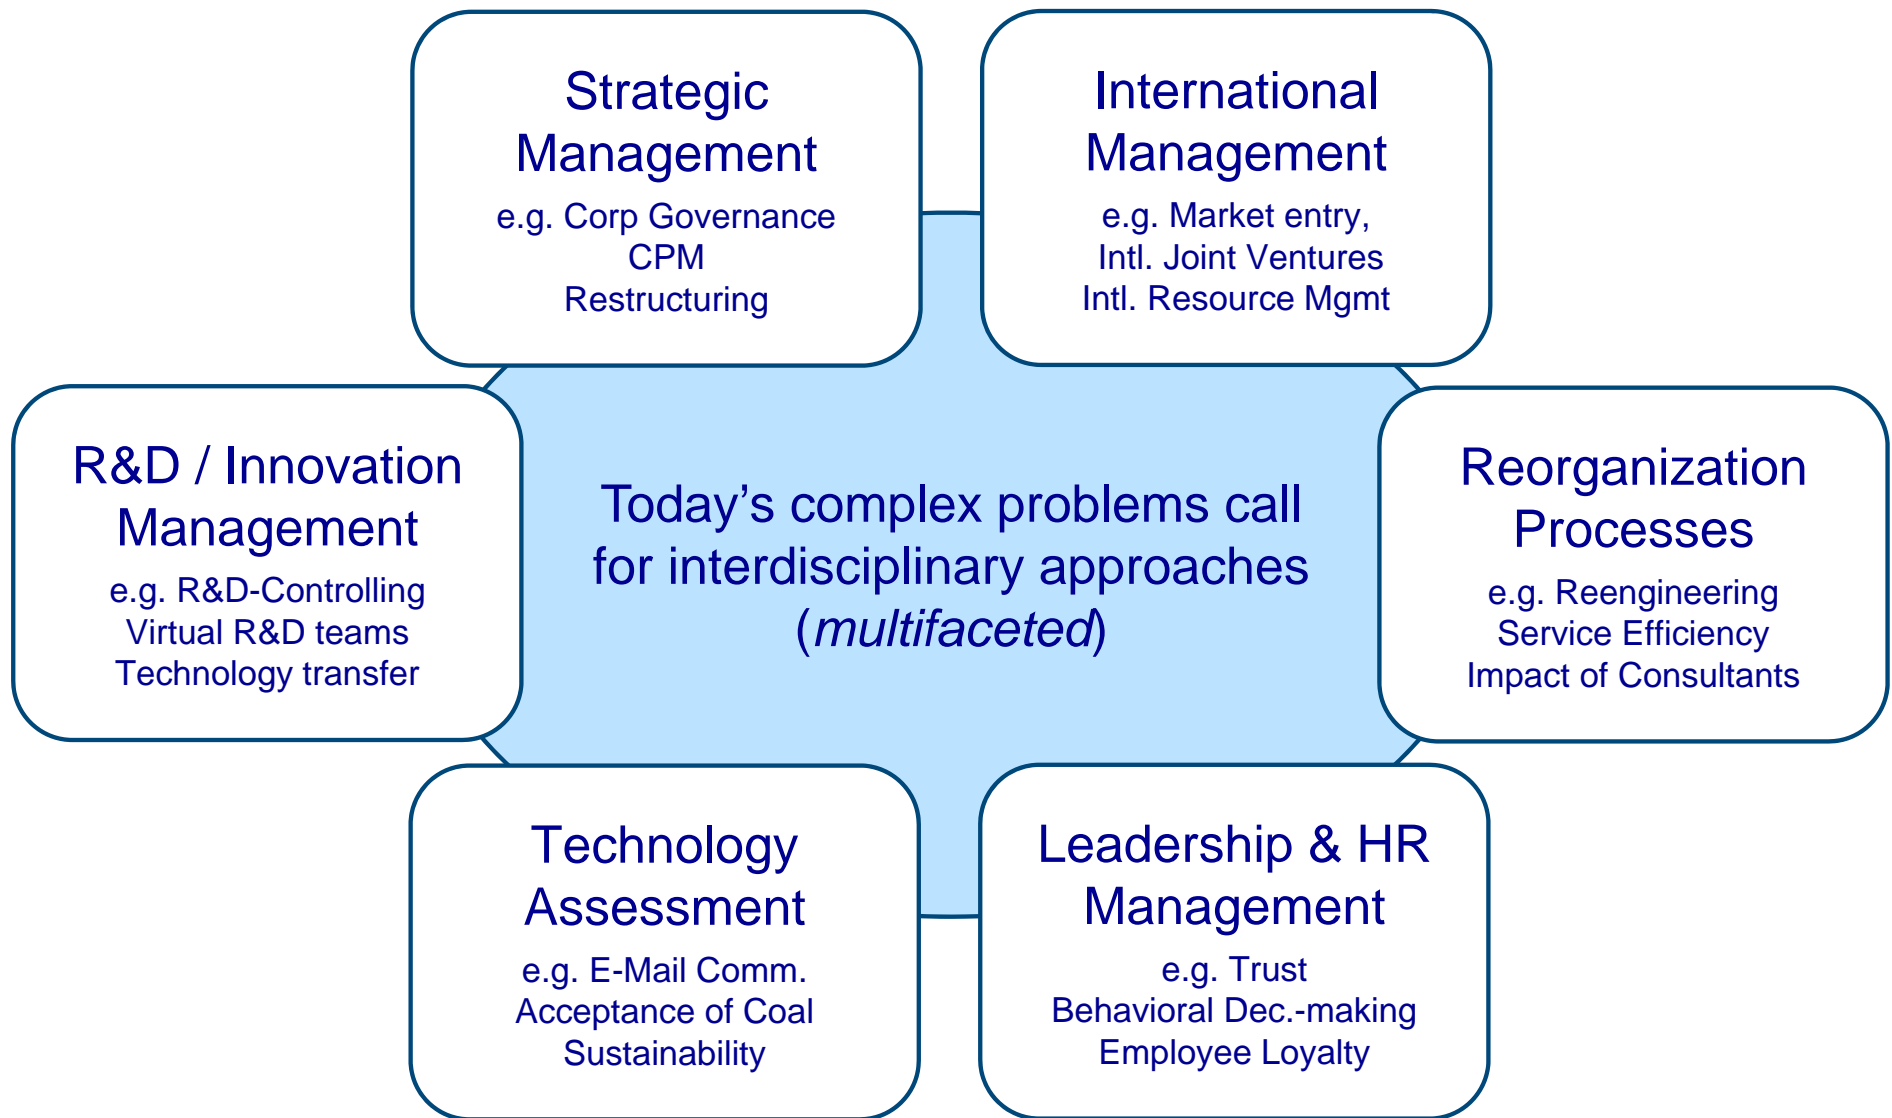 Strategic
Management
e.g. Corp Governance
CPM
Restructuring
International
Management
e.g. Market entry,
Intl. Joint Ventures
Intl. Resource Mgmt
R&D / Innovation
Management
e.g. R&D-Controlling
Virtual R&D teams
Technology transfer
Today’s complex problems call
for interdisciplinary approaches
(multifaceted)
Reorganization
Processes
e.g. Reengineering
Service Efficiency
Impact of Consultants
Technology
Assessment
e.g. E-Mail Comm.
Acceptance of Coal
Sustainability
Leadership & HR
Management
e.g. Trust
Behavioral Dec.-making
Employee Loyalty